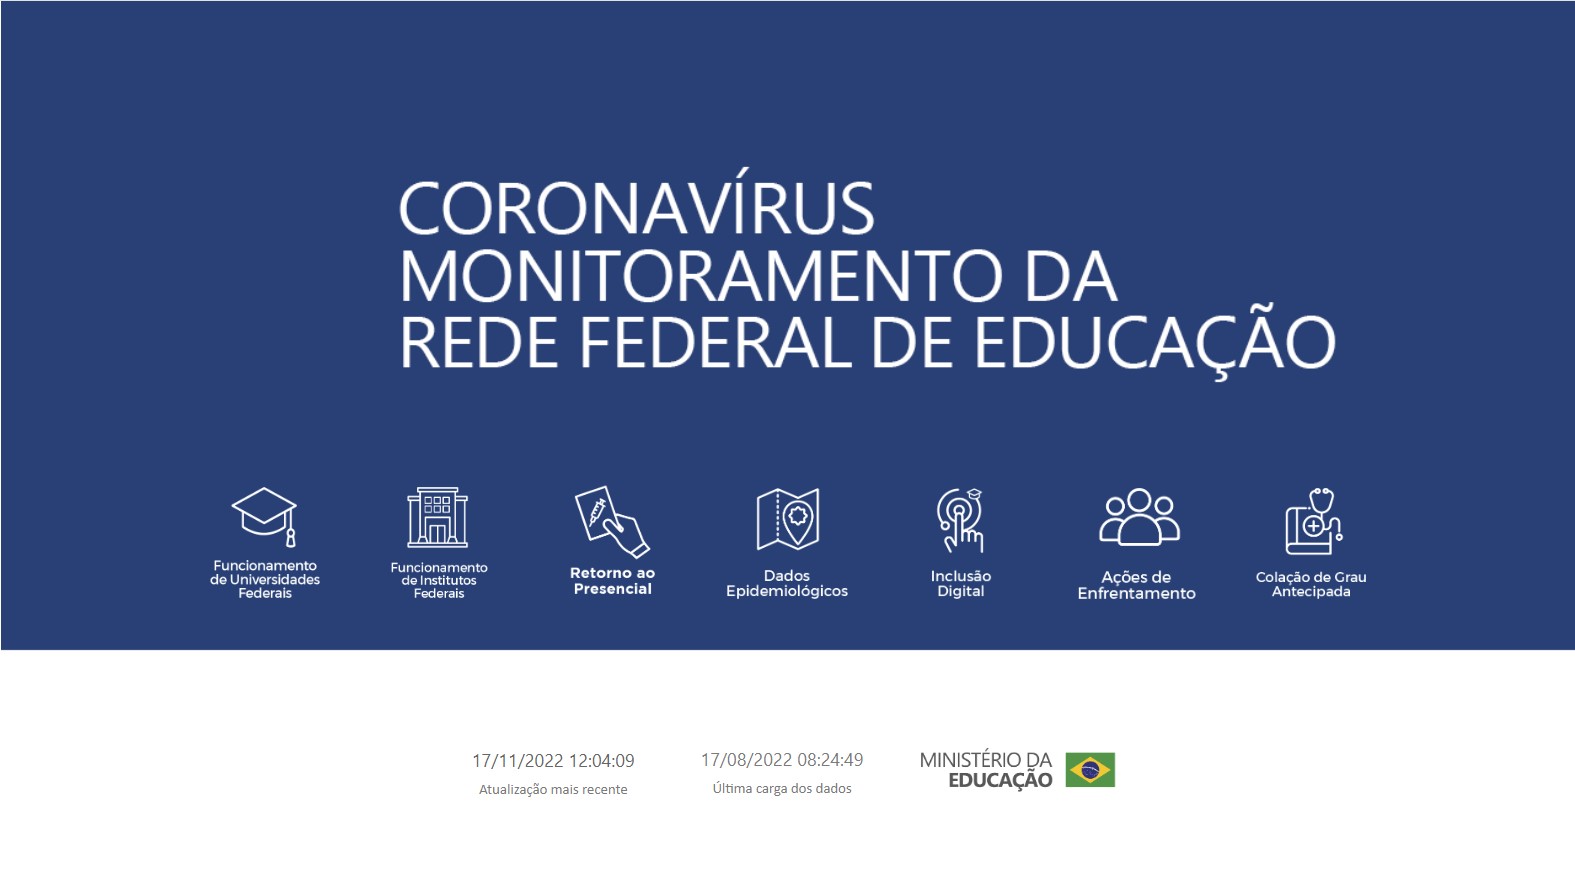 CORONAVÍRUS
MONITORAMENTO DA
REDE FEDERAL DE EDUCAÇÃO
Funcionamento
de Universidades
Federais
Funcionamento
de Institutos
Federais
Retorno ao
Presencial
Dados
Epidemiológicos
Inclusão
Digital
Ações de
Enfrentamento
Colação de Grau
Antecipada
17/11/2022 12:04:09
Atualização mais recente
17/08/2022 08:24:49
Última carga dos dados
MINISTÉRIO DA
EDUCAÇÃO